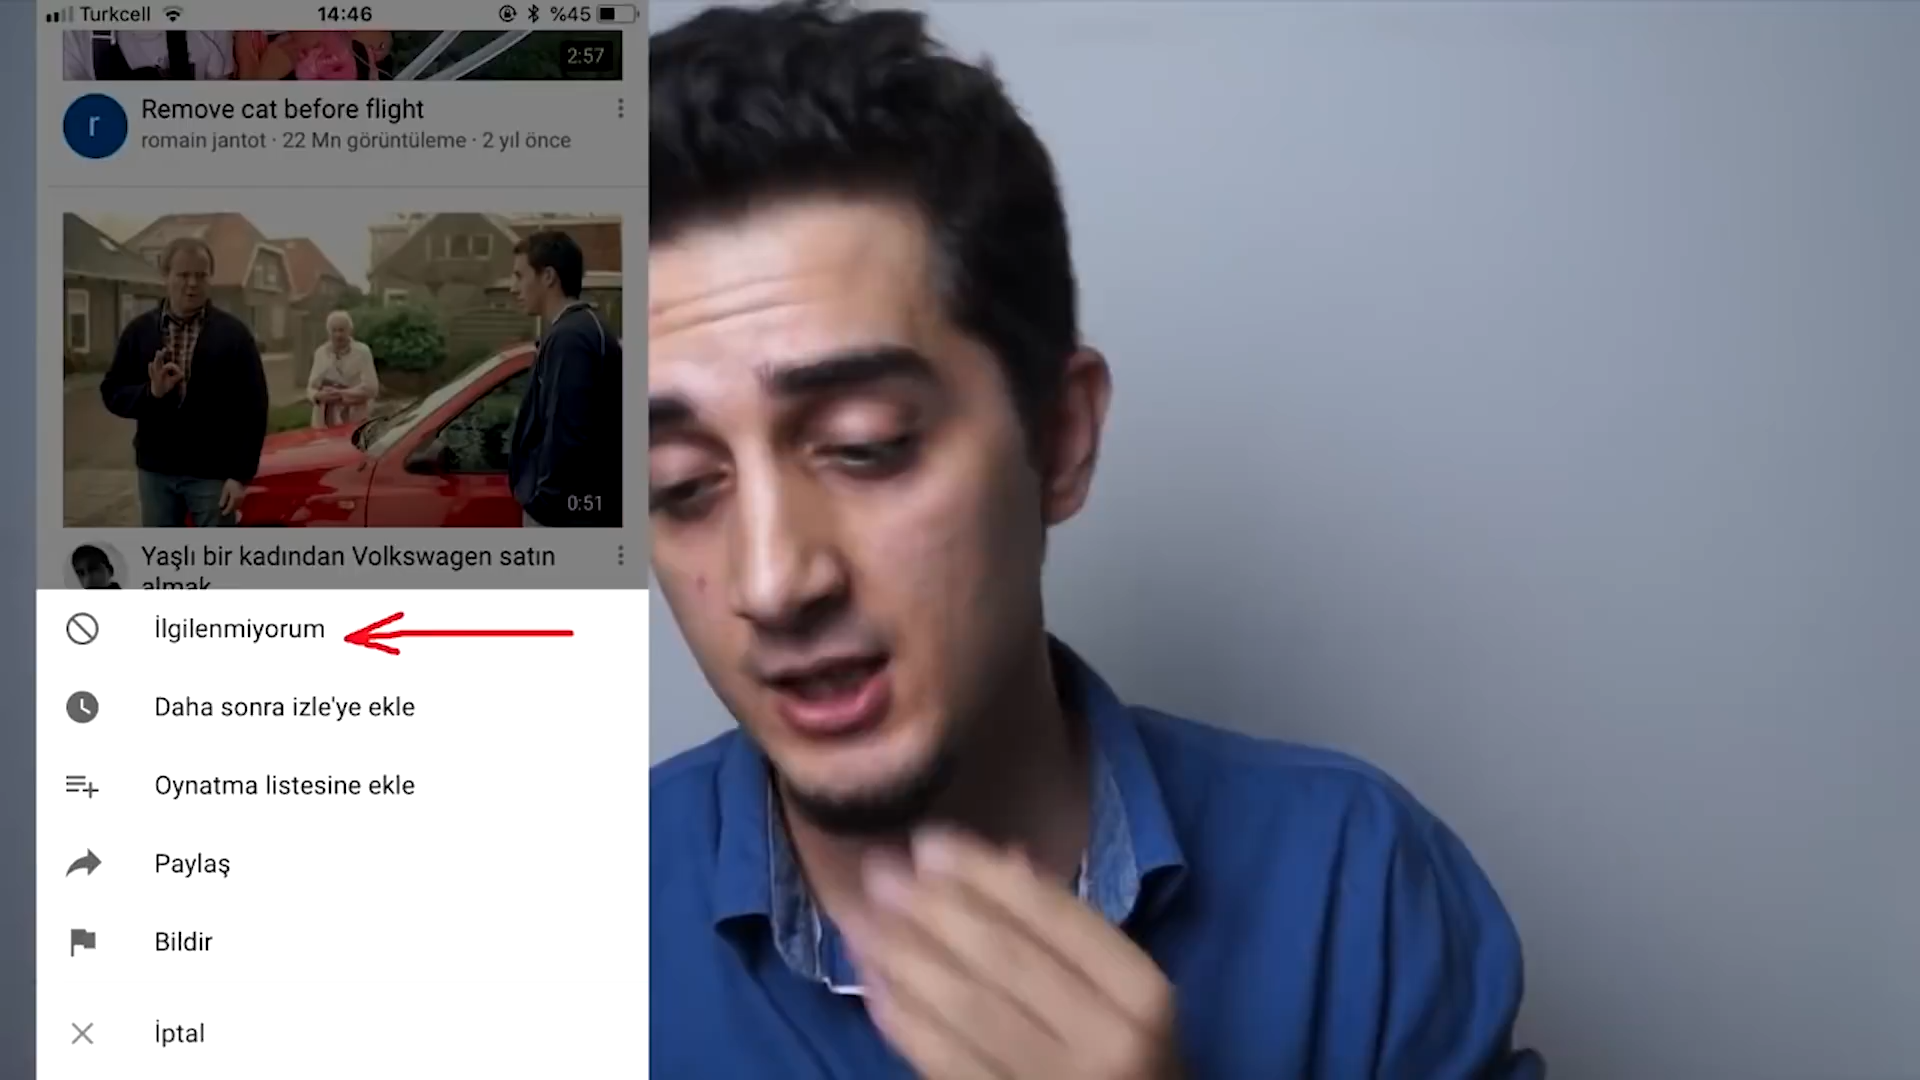 Turkcell 14:46 %45
2:57
r
Remove cat before flight
romain jantot · 22 Mn görüntüleme · 2 yıl önce
0:51
Yaşlı bir kadından Volkswagen satın
almak
İlgilenmiyorum
Daha sonra izle'ye ekle
Oynatma listesine ekle
Paylaş
Bildir
İptal